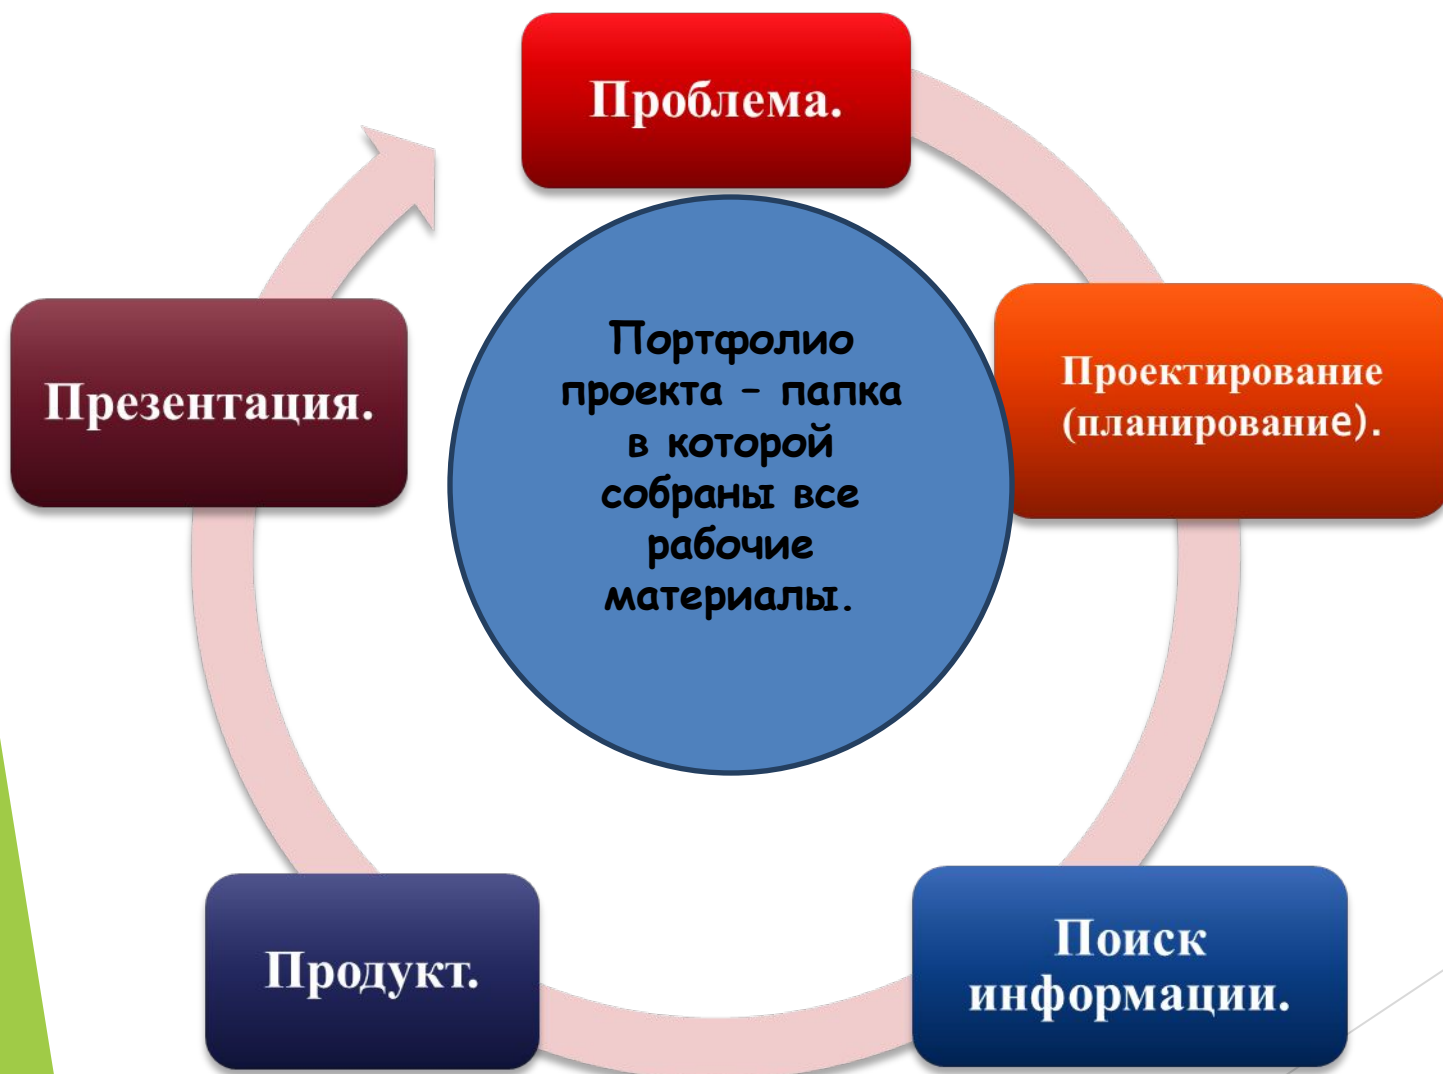 Проблема.
Проектирование
(планирование).
Поиск
информации.
Продукт.
Презентация.
Портфолио
проекта – папка
в которой
собраны все
рабочие
материалы.